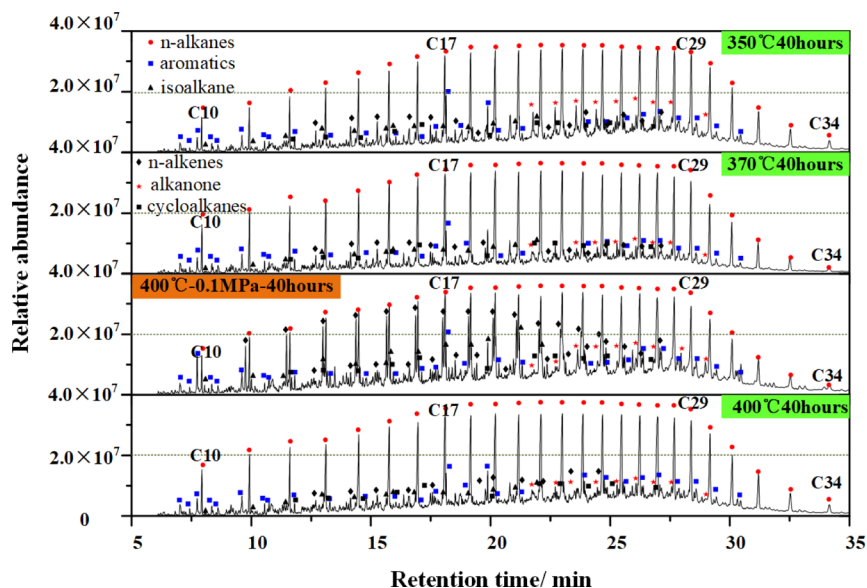 4.0×10⁷
n-alkanes
C17
C29
350℃40hours
aromatics
2.0×10⁷
isoalkane
C10
C34
4.0×10⁷
n-alkenes
C17
C29
370℃40hours
alkanone
cycloalkanes
2.0×10⁷
C10
C34
4.0×10⁷
400℃-0.1MPa-40hours
C17
C29
2.0×10⁷
C10
C34
4.0×10⁷
C17
C29
400℃40hours
C10
2.0×10⁷
C34
0
5
10
15
20
25
30
35
Relative abundance
Retention time/ min